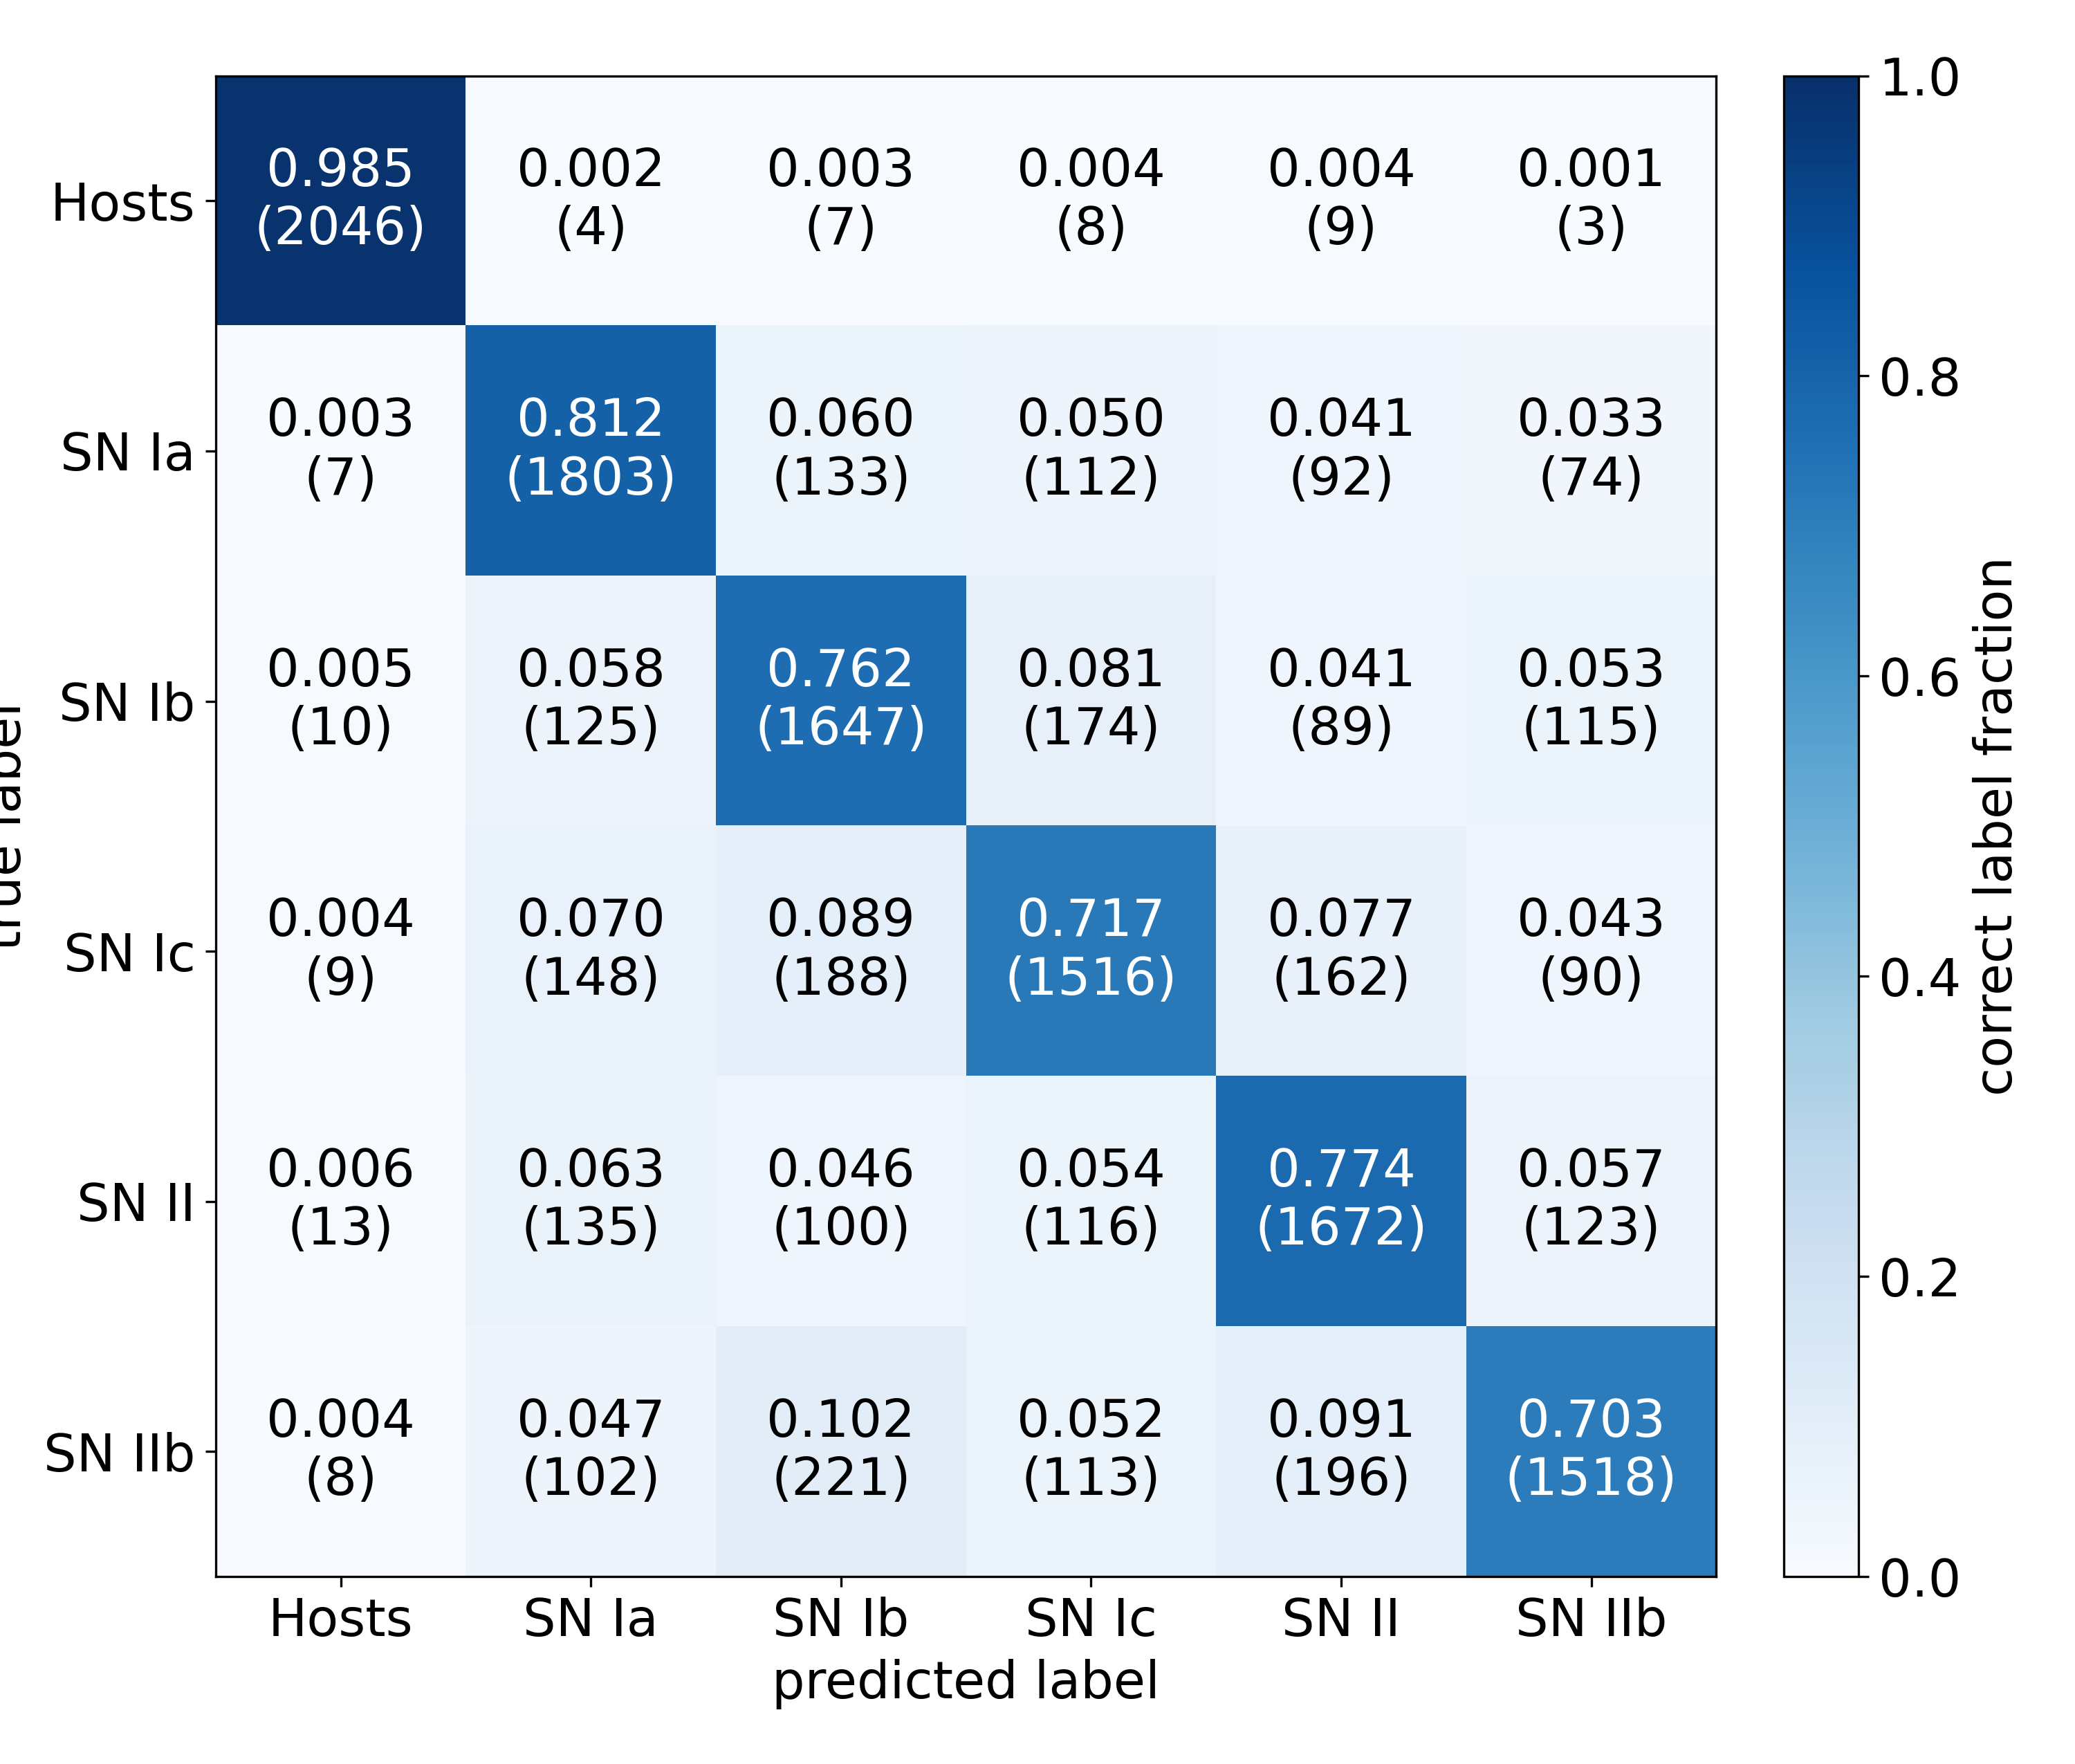 Hosts 0.985 0.002 0.003 0.004 0.004 0.001
(2046) (4) (7) (8) (9) (3)
SN Ia 0.003 0.812 0.060 0.050 0.041 0.033
(7) (1803) (133) (112) (92) (74)
SN Ib 0.005 0.058 0.762 0.081 0.041 0.053
(10) (125) (1647) (174) (89) (115)
SN Ic 0.004 0.070 0.089 0.717 0.077 0.043
(9) (148) (188) (1516) (162) (90)
SN II 0.006 0.063 0.046 0.054 0.774 0.057
(13) (135) (100) (116) (1672) (123)
SN IIb 0.004 0.047 0.102 0.052 0.091 0.703
(8) (102) (221) (113) (196) (1518)
Hosts SN Ia SN Ib SN Ic SN II SN IIb
predicted label
true label
1.0
0.8
0.6
0.4
0.2
0.0
correct label fraction